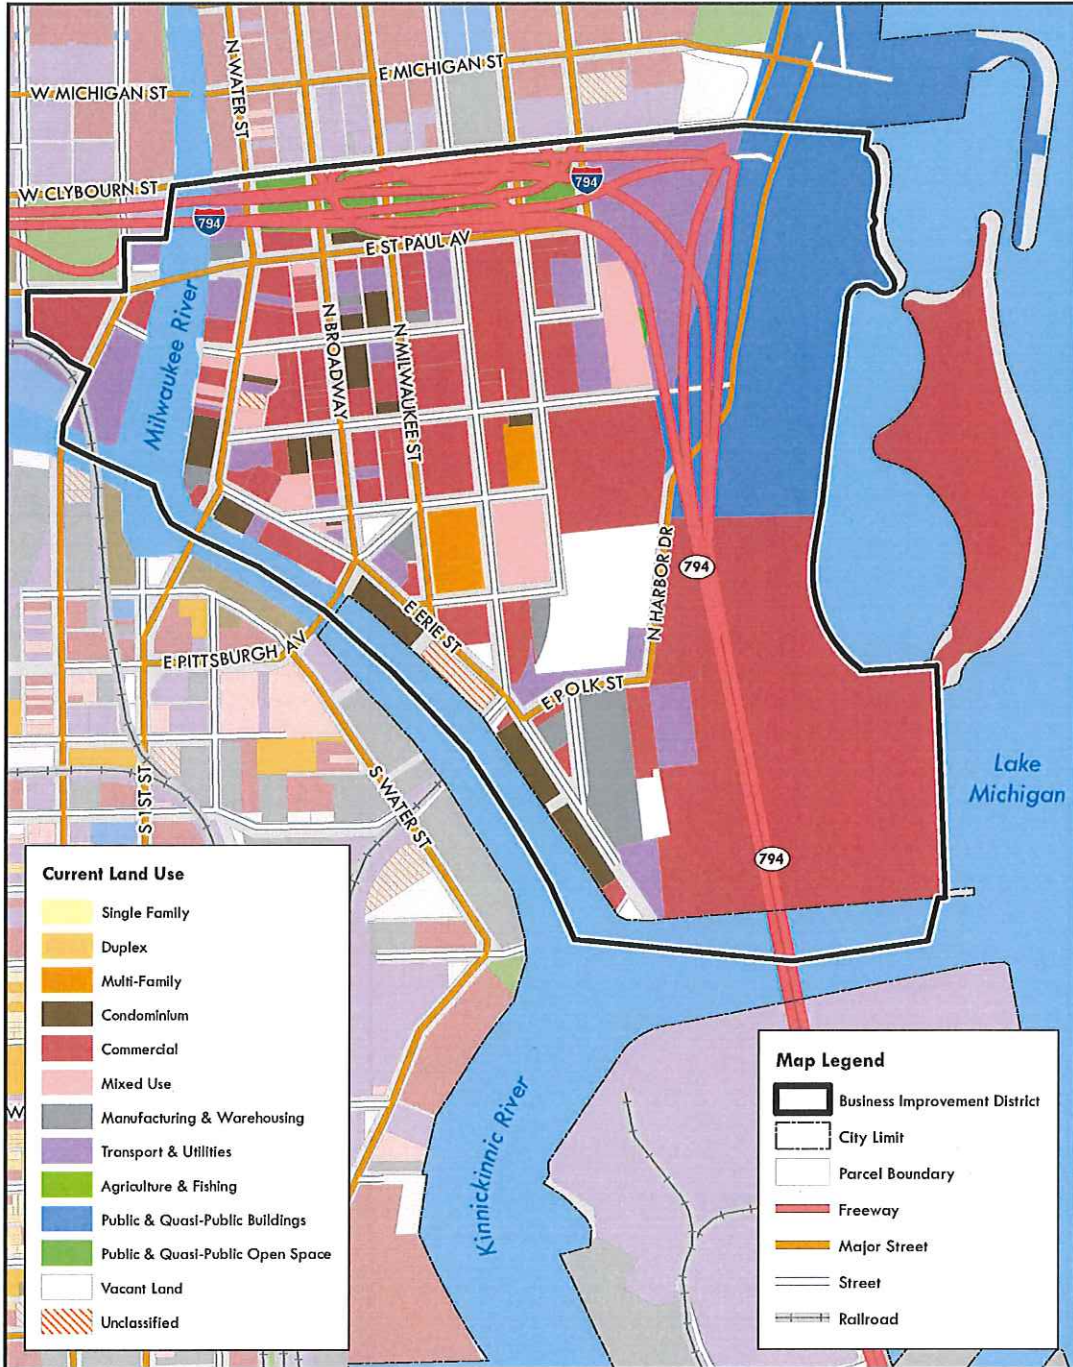 E MICHIGAN ST
W MICHIGAN ST
N WATER ST
W CLYBOURN ST
794
794
E ST PAUL AV
Milwaukee River
N BROADWAY
N MILWAUKEE ST
N HARBOR DR
794
E ERIE ST
E PITTSBURGH AV
E POLK ST
S WATER ST
S 1ST ST
Lake
Michigan
794
Kinnickinnic River
W
Current Land Use
Single Family
Duplex
Multi-Family
Condominium
Commercial
Mixed Use
Manufacturing & Warehousing
Transport & Utilities
Agriculture & Fishing
Public & Quasi-Public Buildings
Public & Quasi-Public Open Space
Vacant Land
Unclassified
Map Legend
Business Improvement District
City Limit
Parcel Boundary
Freeway
Major Street
Street
Railroad